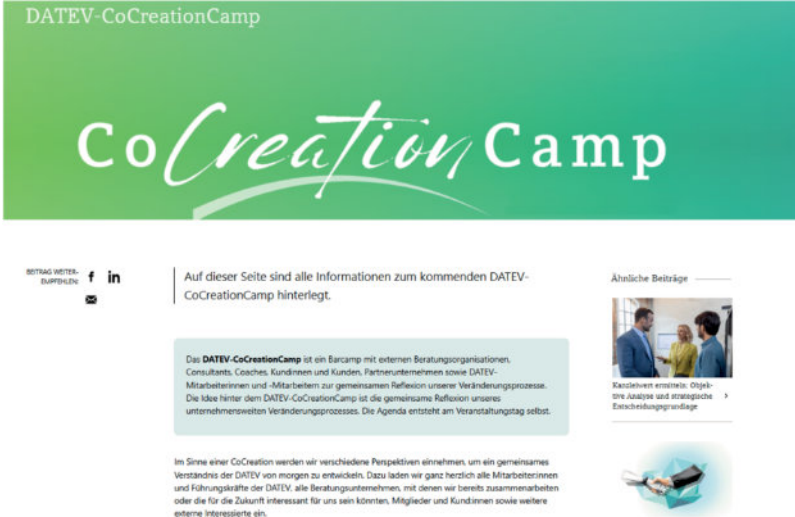 DATEV-CoCreationCamp
CoCreation Camp
BEITRAG WEITER-
EMPFEHLEN:
Auf dieser Seite sind alle Informationen zum kommenden DATEV-
CoCreationCamp hinterlegt.
Das DATEV-CoCreationCamp ist ein Barcamp mit externen Beratungsorganisationen,
Consultants, Coaches, Kundinnen und Kunden, Partnerunternehmen sowie DATEV-
Mitarbeiterinnen und -Mitarbeitern zur gemeinsamen Reflexion unserer Veränderungsprozesse.
Die Idee hinter dem DATEV-CoCreationCamp ist die gemeinsame Reflexion unseres
unternehmensweiten Veränderungsprozesses. Die Agenda entsteht am Veranstaltungstag selbst.
Im Sinne einer CoCreation werden wir verschiedene Perspektiven einnehmen, um ein gemeinsames
Verständnis der DATEV von morgen zu entwickeln. Dazu laden wir ganz herzlich alle Mitarbeiterinnen
und Führungskräfte der DATEV, alle Beratungsunternehmen, mit denen wir bereits zusammenarbeiten
oder die für die Zukunft interessant für uns sein könnten, Mitglieder und Kund:innen sowie weitere
externe Interessierte ein.
Ähnliche Beiträge
Kanzleiwert ermitteln: Objek-
tive Analyse und strategische
Entscheidungsgrundlage